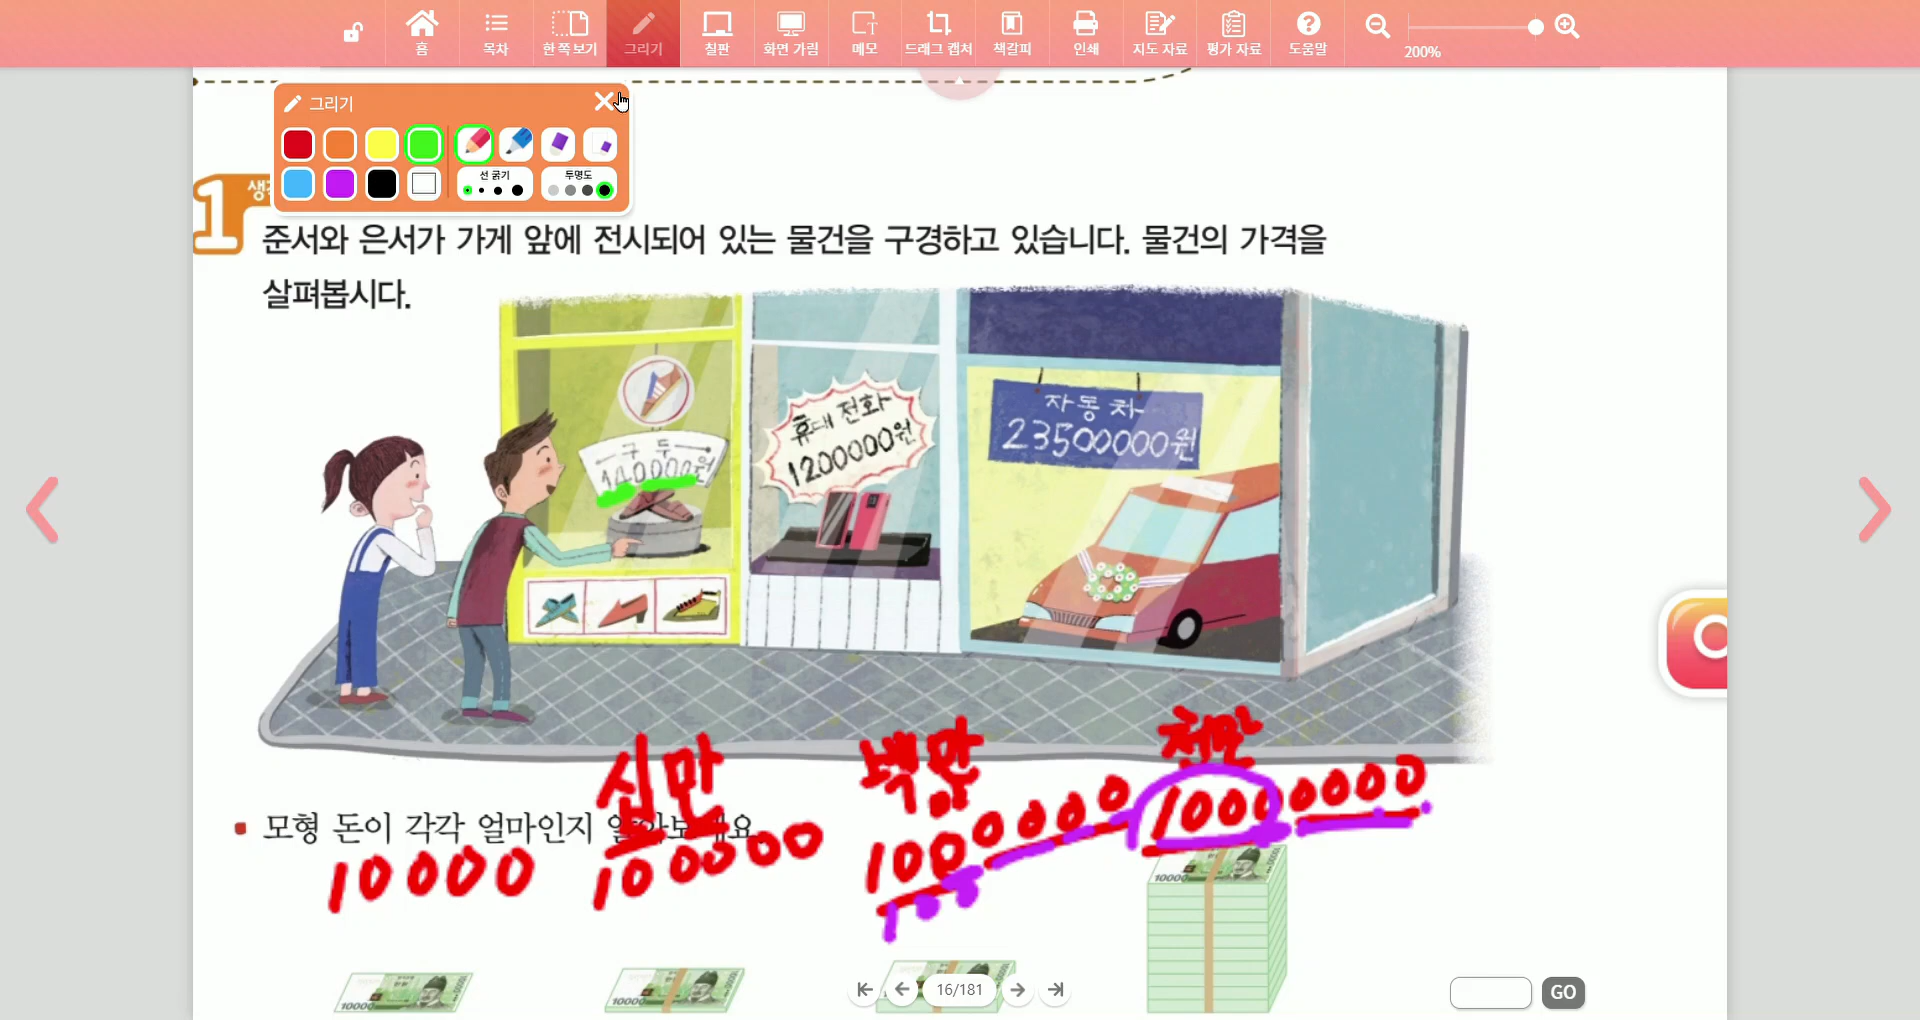 홈
목차
한 쪽 보기
그리기
칠판
화면 가림
메모
드래그 캡처
책갈피
인쇄
지도 자료
평가 자료
도움말
200%
그리기
선 굵기
투명도
1
준서와 은서가 가게 앞에 전시되어 있는 물건을 구경하고 있습니다. 물건의 가격을
살펴봅시다.
구두
140000원
휴대 전화
1200000원
자동차
23500000원
십만
백만
천만
모형 돈이 각각 얼마인지
10000
100000
1000000
10000000
10000
10000
10000
16/181
GO